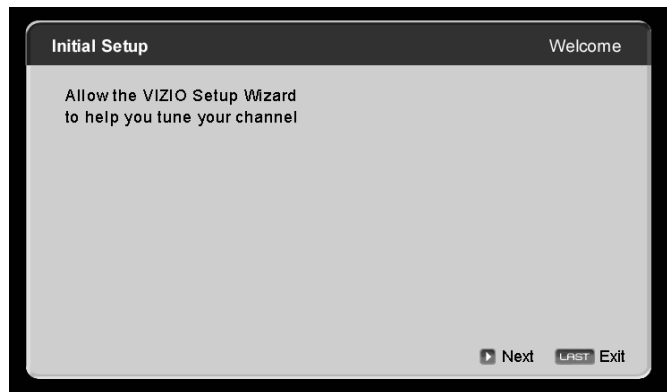 Initial Setup Welcome
Allow the VIZIO Setup Wizard
to help you tune your channel
Next LAST Exit